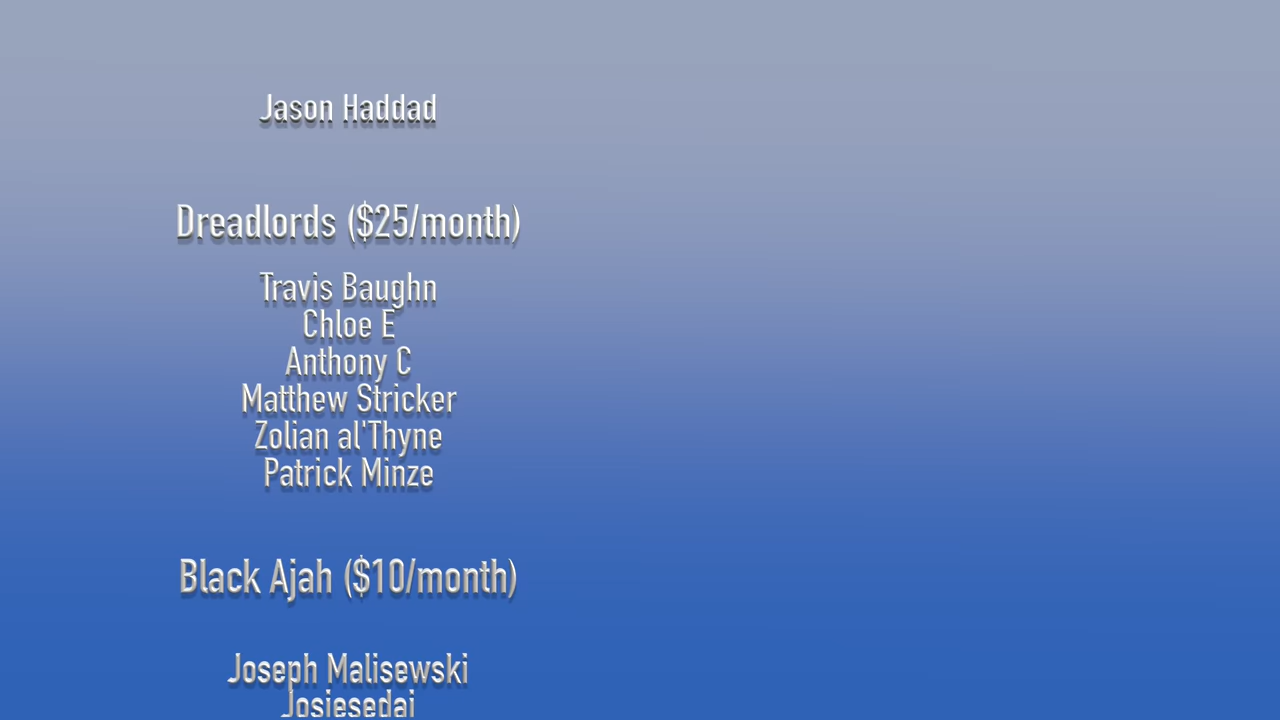 Jason Haddad
Dreadlords ($25/month)
Travis Baughn
Chloe E
Anthony C
Matthew Stricker
Zolian al'Thyne
Patrick Minze
Black Ajah ($10/month)
Joseph Malisewski
Josiesedai